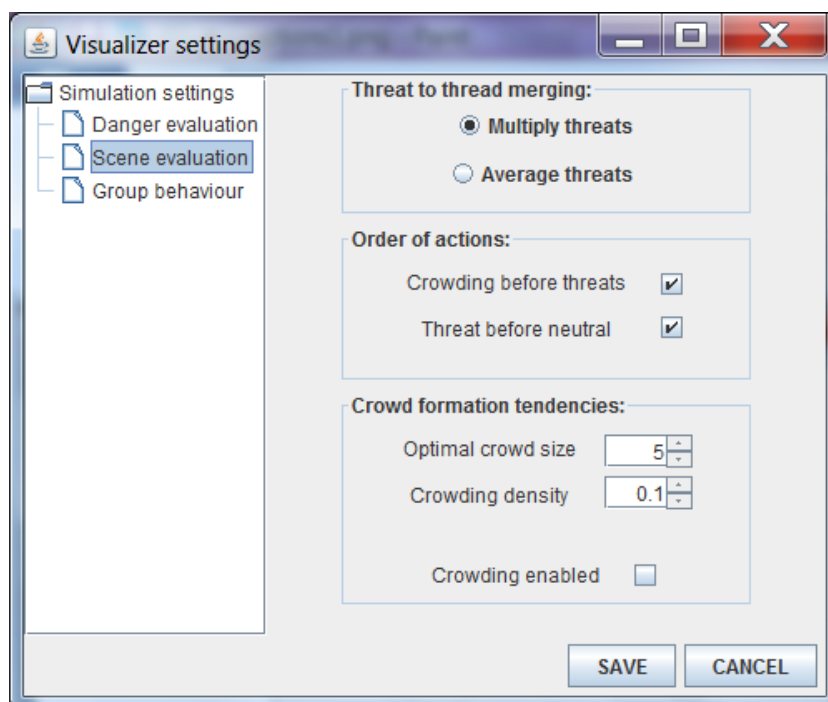 Visualizer settings
Simulation settings
Danger evaluation
Scene evaluation
Group behaviour
Threat to thread merging:
Multiply threats
Average threats
Order of actions:
Crowding before threats
Threat before neutral
Crowd formation tendencies:
Optimal crowd size 5
Crowding density 0.1
Crowding enabled
SAVE CANCEL